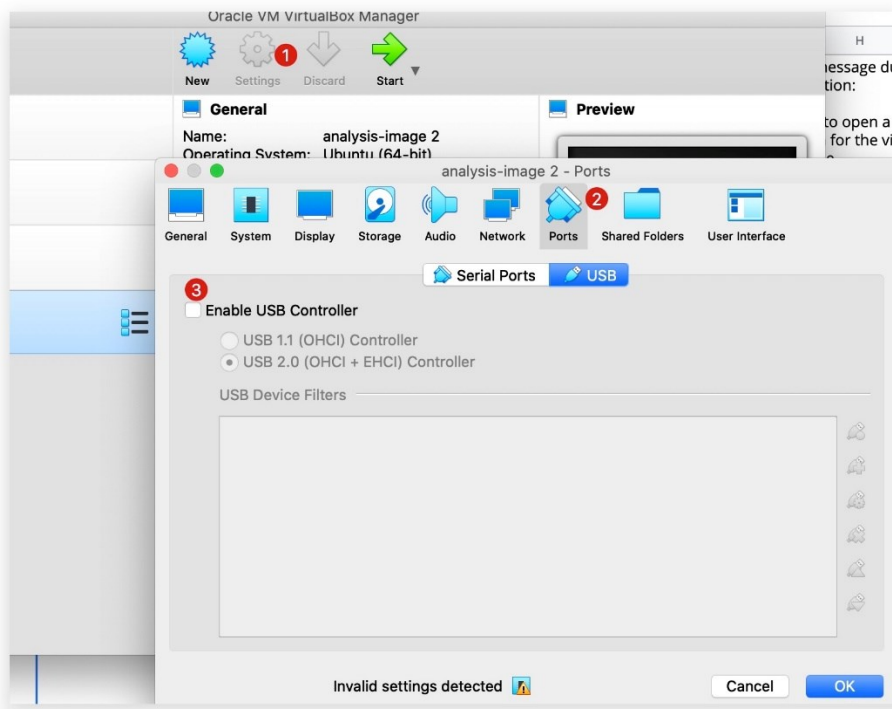 Oracle VM VirtualBox Manager
New
Settings
1
Discard
Start
H
General
Preview
Name: analysis-image 2
Operating System: Ubuntu (64-bit)
to open a
for the vi
analysis-image 2 - Ports
General System Display Storage Audio Network Ports 2 Shared Folders User Interface
Serial Ports USB
3
Enable USB Controller
USB 1.1 (OHCI) Controller
USB 2.0 (OHCI + EHCI) Controller
USB Device Filters
Invalid settings detected
Cancel OK